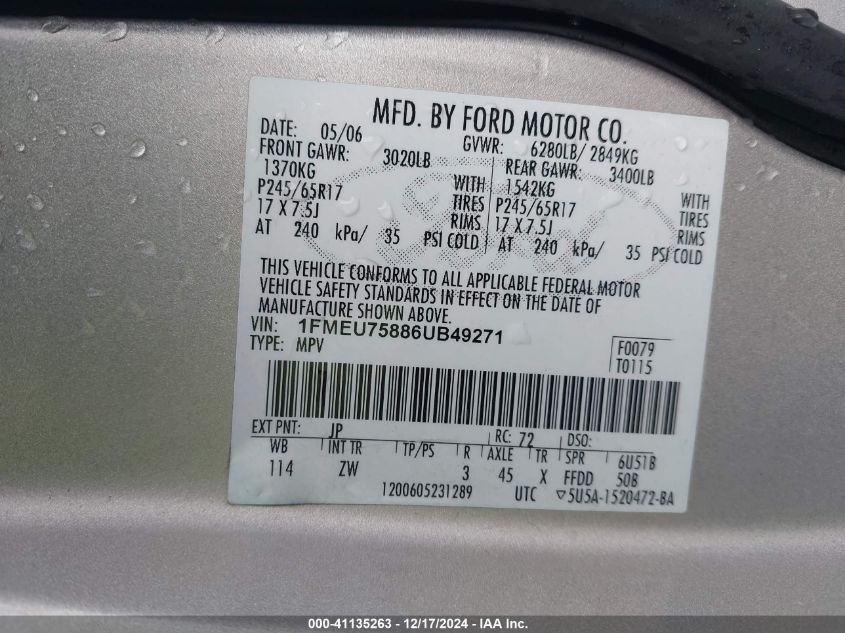 MFD. BY FORD MOTOR CO.
DATE: 05/06 GVWR: 6280LB/ 2849KG
FRONT GAWR: 3020LB REAR GAWR: 3400LB
1370KG WITH 1542KG WITH
P245/65R17 TIRES P245/65R17 TIRES
17 X 7.5J RIMS 17 X 7.5J RIMS
AT 240 kPa/ 35 PSI COLD AT 240 kPa/ 35 PSI COLD
THIS VEHICLE CONFORMS TO ALL APPLICABLE FEDERAL MOTOR
VEHICLE SAFETY STANDARDS IN EFFECT ON THE DATE OF
MANUFACTURE SHOWN ABOVE.
VIN: 1FMEU75886UB49271 F0079
TYPE: MPV T0115
EXT PNT: JP RC: 72 DSO:
WB INT TR TP/PS R AXLE TR SPR 6U51B
114 ZW 3 45 X FFDD 50B
1200605231289 UTC ▽5U5A-1520472-BA
000-41135263 - 12/17/2024 - IAA Inc.